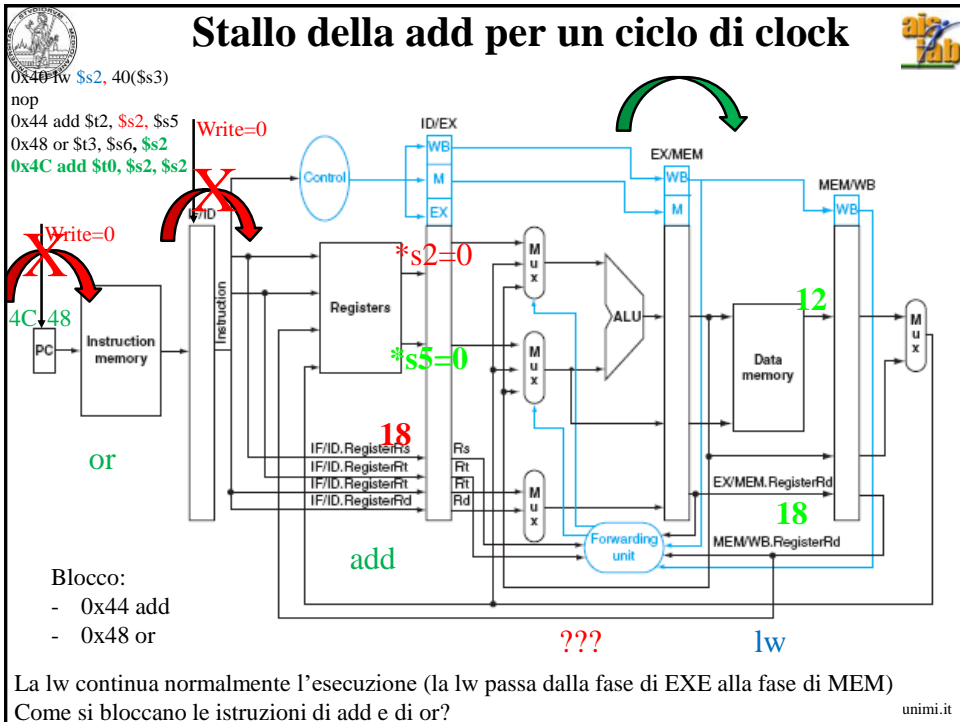 Stallo della add per un ciclo di clock
ais
lab
0x40 lw $s2, 40($s3)
nop
0x44 add $t2, $s2, $s5
0x48 or $t3, $s6, $s2
0x4C add $t0, $s2, $s2
Write=0
X
Write=0
X
4C 48
PC
Instruction
memory
or
IF/ID
Instruction
Control
Registers
ID/EX
WB
M
EX
*s2=0
*s5=0
18
IF/ID.RegisterRs
IF/ID.RegisterRt
IF/ID.RegisterRt
IF/ID.RegisterRd
Rs
Rt
Rt
Rd
add
Mux
Mux
Mux
ALU
Forwarding
unit
EX/MEM
WB
M
12
Data
memory
EX/MEM.RegisterRd
18
MEM/WB.RegisterRd
MEM/WB
WB
Mux
???
lw
Blocco:
- 0x44 add
- 0x48 or
La lw continua normalmente l'esecuzione (la lw passa dalla fase di EXE alla fase di MEM)
Come si bloccano le istruzioni di add e di or?
unimi.it